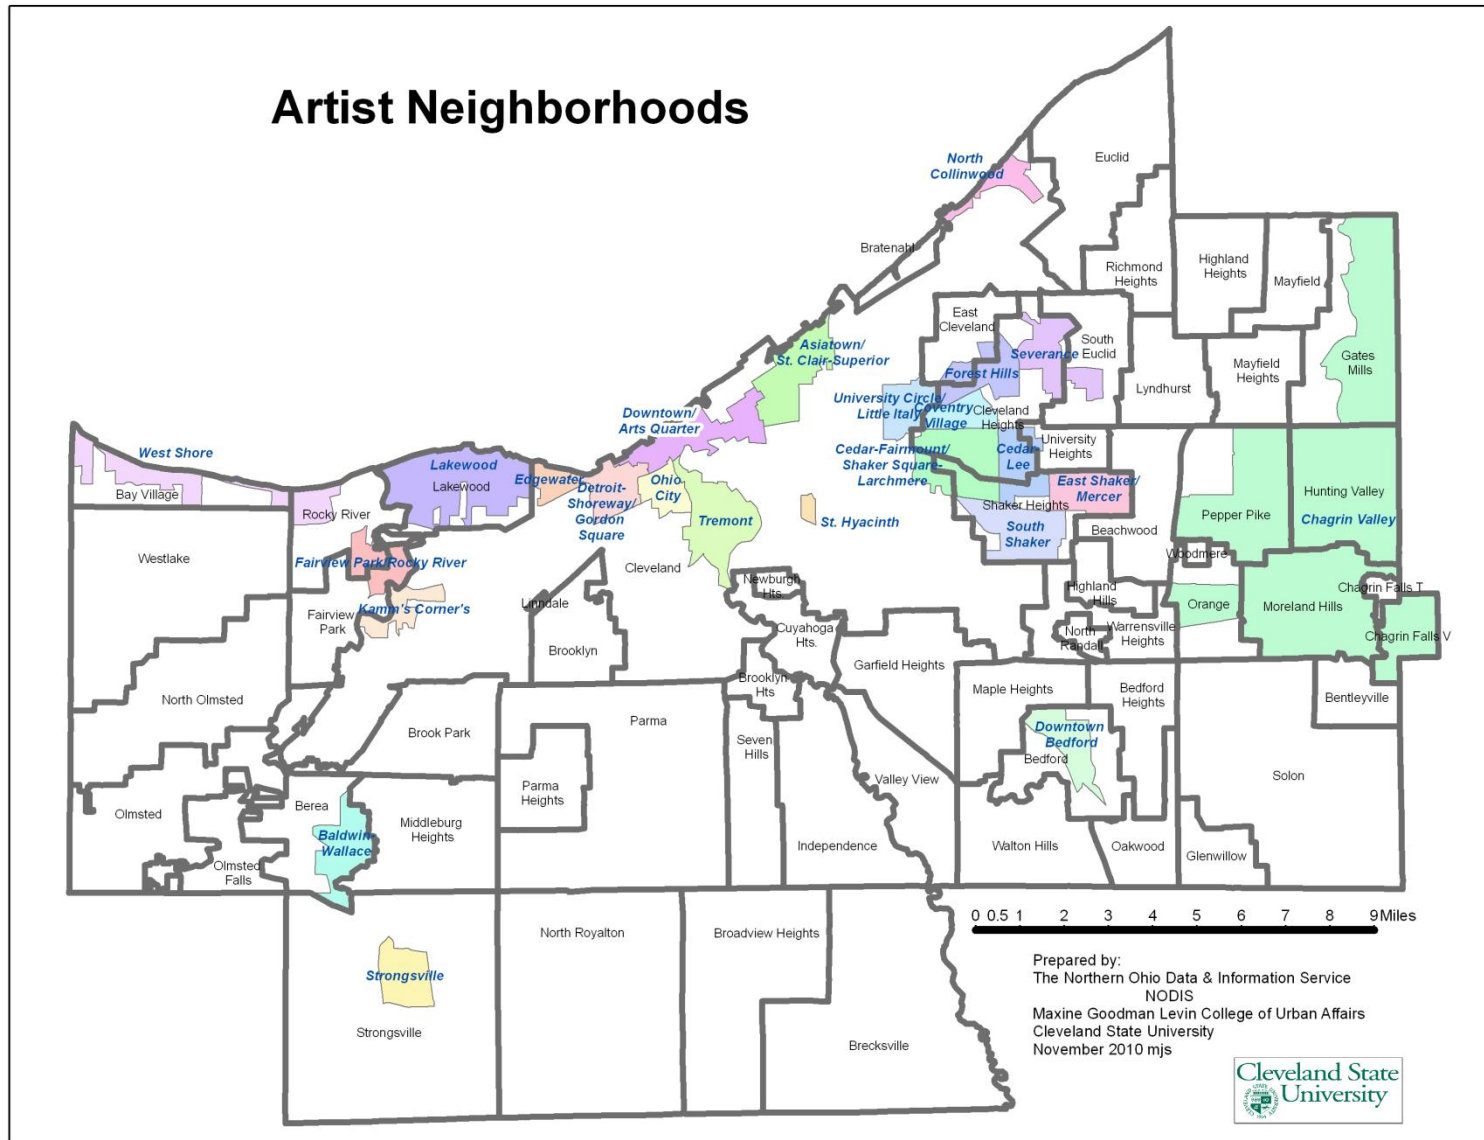 Artist Neighborhoods
North
Collinwood
Euclid
Bratenahl
Richmond
Heights
Highland
Heights
Mayfield
East
Cleveland
Asiatown/
St. Clair-Superior
Severance
South
Euclid
Forest Hills
Lyndhurst
Mayfield
Heights
Gates
Mills
University Circle/
Little Italy
Coventry
Village
Cleveland
Heights
Downtown/
Arts Quarter
Cedar-Fairmount/
Shaker Square-
Larchmere
Cedar-
Lee
University
Heights
West Shore
Bay Village
Rocky River
Lakewood
Lakewood
Edgewater
Detroit-
Shoreway/
Gordon
Square
Ohio
City
Tremont
St. Hyacinth
East Shaker/
Mercer
Shaker Heights
South
Shaker
Beachwood
Pepper Pike
Hunting Valley
Chagrin Valley
Woodmere
Westlake
Fairview Park/Rocky River
Kamm's Corner's
Fairview
Park
Cleveland
Linndale
Newburgh
Hts.
Cuyahoga
Hts.
Highland
Hills
North
Randall
Warrensville
Heights
Orange
Moreland Hills
Chagrin Falls T
Chagrin Falls V
Brooklyn
Garfield Heights
Brooklyn
Hts
North Olmsted
Brook Park
Parma
Seven
Hills
Maple Heights
Bedford
Heights
Bentleyville
Downtown
Bedford
Bedford
Parma
Heights
Valley View
Solon
Olmsted
Berea
Baldwin-
Wallace
Middleburg
Heights
Olmsted
Falls
Independence
Walton Hills
Oakwood
Glenwillow
North Royalton
Broadview Heights
Strongsville
Strongsville
Brecksville
0 0.5 1 2 3 4 5 6 7 8 9 Miles
Prepared by:
The Northern Ohio Data & Information Service
NODIS
Maxine Goodman Levin College of Urban Affairs
Cleveland State University
November 2010 mjs
Cleveland State
University